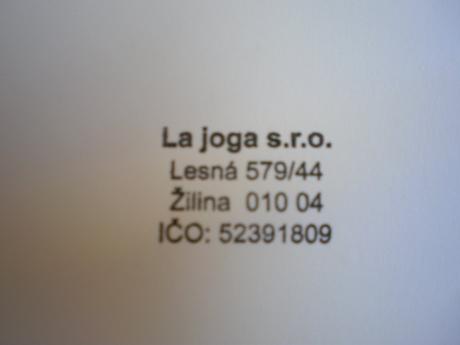 La joga s.r.o.
Lesná 579/44
Žilina 010 04
IČO: 52391809